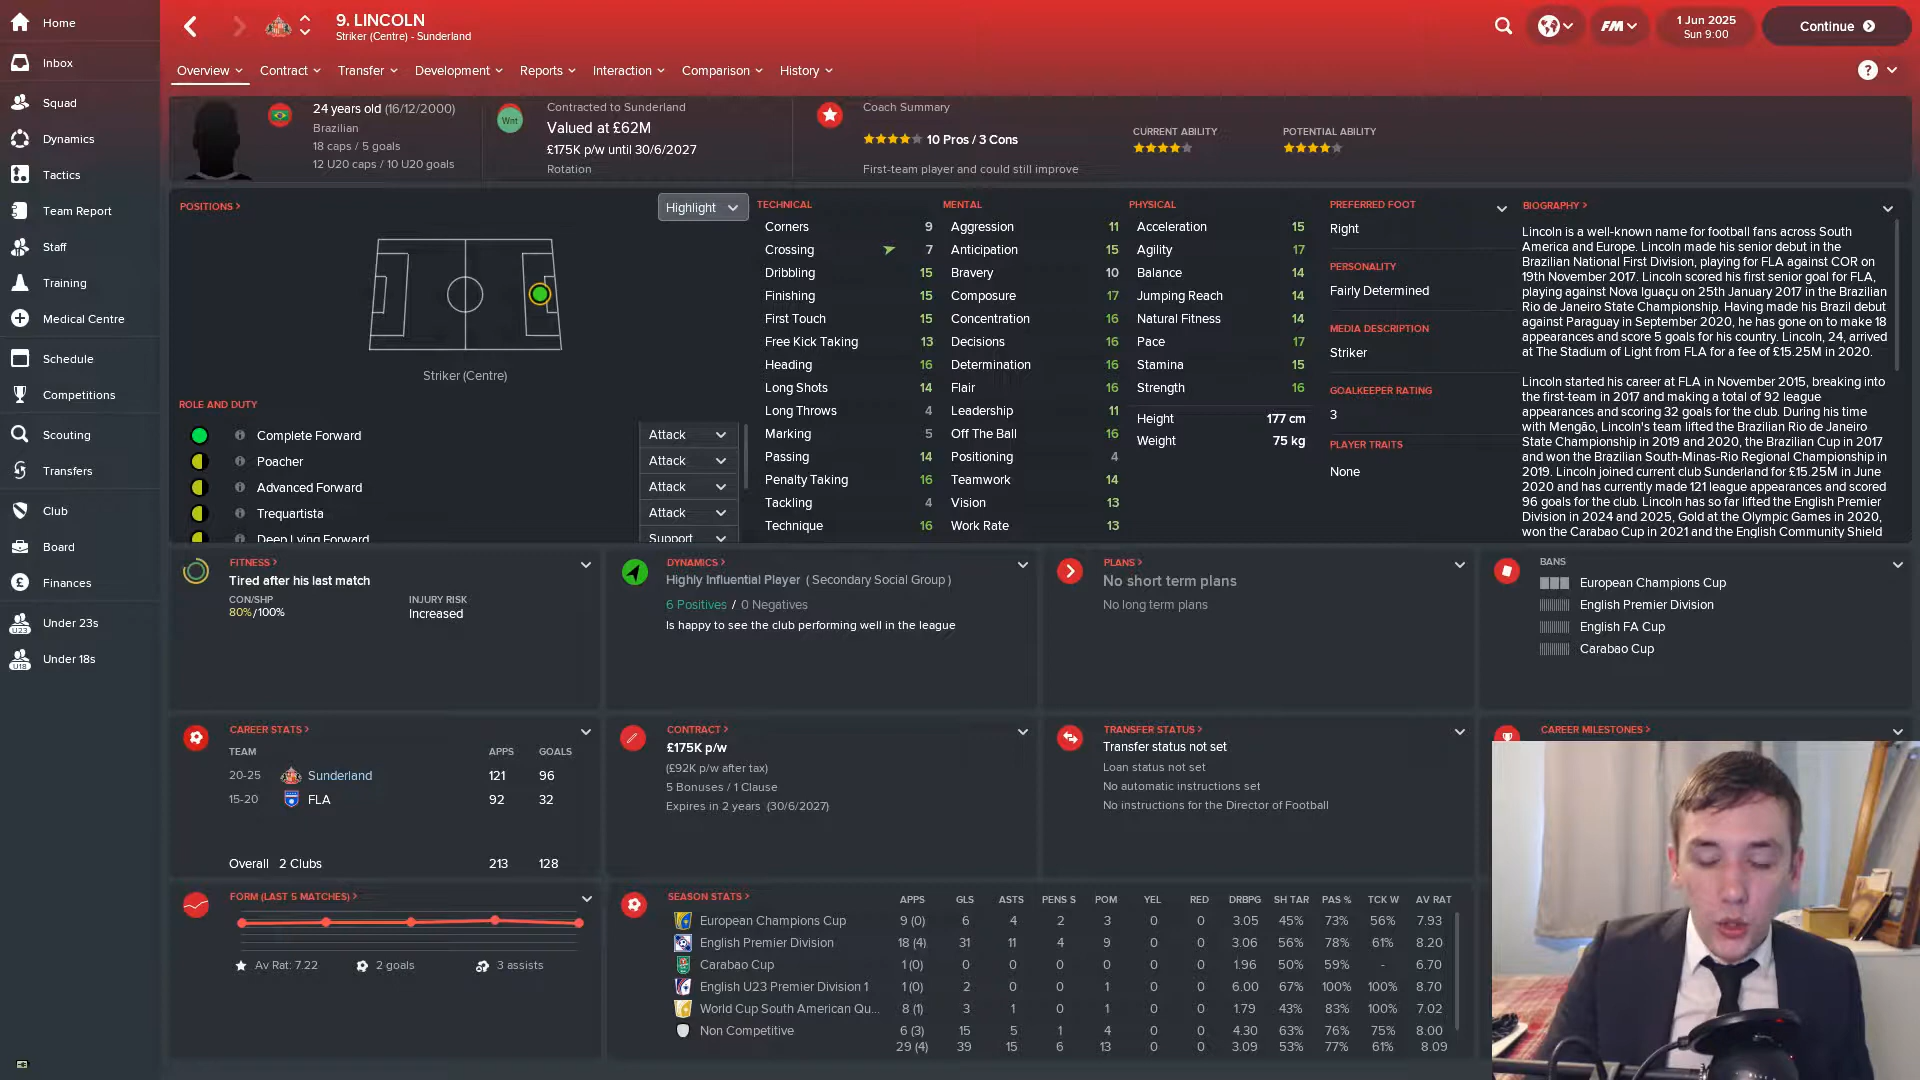 Home
Inbox
Squad
Dynamics
Tactics
Team Report
Staff
Training
Medical Centre
Schedule
Competitions
Scouting
Transfers
Club
Board
Finances
U23
Under 23s
U18
Under 18s
9. LINCOLN
Striker (Centre) - Sunderland
FM
1 Jun 2025
Sun 9:00
Continue
Overview
Contract
Transfer
Development
Reports
Interaction
Comparison
History
?
24 years old (16/12/2000)
Brazilian
18 caps / 5 goals
12 U20 caps / 10 U20 goals
Wnt
Contracted to Sunderland
Valued at £62M
£175K p/w until 30/6/2027
Rotation
Coach Summary
10 Pros / 3 Cons
First-team player and could still improve
CURRENT ABILITY
POTENTIAL ABILITY
POSITIONS >
Highlight
Striker (Centre)
ROLE AND DUTY
Complete Forward Attack
Poacher Attack
Advanced Forward Attack
Trequartista Attack
Deep Lying Forward Support
TECHNICAL
Corners 9
Crossing 7
Dribbling 15
Finishing 15
First Touch 15
Free Kick Taking 13
Heading 16
Long Shots 14
Long Throws 4
Marking 5
Passing 14
Penalty Taking 16
Tackling 4
Technique 16
MENTAL
Aggression 11
Anticipation 15
Bravery 10
Composure 17
Concentration 16
Decisions 16
Determination 16
Flair 16
Leadership 11
Off The Ball 16
Positioning 4
Teamwork 14
Vision 13
Work Rate 13
PHYSICAL
Acceleration 15
Agility 17
Balance 14
Jumping Reach 14
Natural Fitness 14
Pace 17
Stamina 15
Strength 16
Height 177 cm
Weight 75 kg
PREFERRED FOOT
Right
PERSONALITY
Fairly Determined
MEDIA DESCRIPTION
Striker
GOALKEEPER RATING
3
PLAYER TRAITS
None
BIOGRAPHY >
Lincoln is a well-known name for football fans across South
America and Europe. Lincoln made his senior debut in the
Brazilian National First Division, playing for FLA against COR on
19th November 2017. Lincoln scored his first senior goal for FLA,
playing against Nova Iguaçu on 25th January 2017 in the Brazilian
Rio de Janeiro State Championship. Having made his Brazil debut
against Paraguay in September 2020, he has gone on to make 18
appearances and score 5 goals for his country. Lincoln, 24, arrived
at The Stadium of Light from FLA for a fee of £15.25M in 2020.
Lincoln started his career at FLA in November 2015, breaking into
the first-team in 2017 and making a total of 92 league
appearances and scoring 32 goals for the club. During his time
with Mengão, Lincoln's team lifted the Brazilian Rio de Janeiro
State Championship in 2019 and 2020, the Brazilian Cup in 2017
and won the Brazilian South-Minas-Rio Regional Championship in
2019. Lincoln joined current club Sunderland for £15.25M in June
2020 and has currently made 121 league appearances and scored
96 goals for the club. Lincoln has so far lifted the English Premier
Division in 2024 and 2025, Gold at the Olympic Games in 2020,
won the Carabao Cup in 2021 and the English Community Shield
FITNESS >
Tired after his last match
CON/SHP
80%/100%
INJURY RISK
Increased
DYNAMICS >
Highly Influential Player ( Secondary Social Group )
6 Positives / 0 Negatives
Is happy to see the club performing well in the league
PLANS >
No short term plans
No long term plans
BANS
European Champions Cup
English Premier Division
English FA Cup
Carabao Cup
CAREER STATS >
TEAM APPS GOALS
20-25 Sunderland 121 96
15-20 FLA 92 32
Overall 2 Clubs 213 128
CONTRACT >
£175K p/w
(£92K p/w after tax)
5 Bonuses / 1 Clause
Expires in 2 years (30/6/2027)
TRANSFER STATUS >
Transfer status not set
Loan status not set
No automatic instructions set
No instructions for the Director of Football
CAREER MILESTONES >
FORM (LAST 5 MATCHES) >
Av Rat: 7.22 2 goals 3 assists
SEASON STATS > APPS GLS ASTS PENS S POM YEL RED DRBPG SH TAR PAS % TCK W AV RAT
European Champions Cup 9 (0) 6 4 2 3 0 0 3.05 45% 73% 56% 7.93
English Premier Division 18 (4) 31 11 4 9 0 0 3.06 56% 78% 61% 8.20
Carabao Cup 1 (0) 0 0 0 0 0 0 1.96 50% 59% 6.70
English U23 Premier Division 1 1 (0) 2 0 0 1 0 0 6.00 67% 100% 100% 8.70
World Cup South American Qu... 8 (1) 3 1 0 1 0 0 1.79 43% 83% 100% 7.02
Non Competitive 6 (3) 15 5 1 4 0 0 4.30 63% 76% 75% 8.00
29 (4) 39 15 6 13 0 0 3.09 53% 77% 61% 8.09